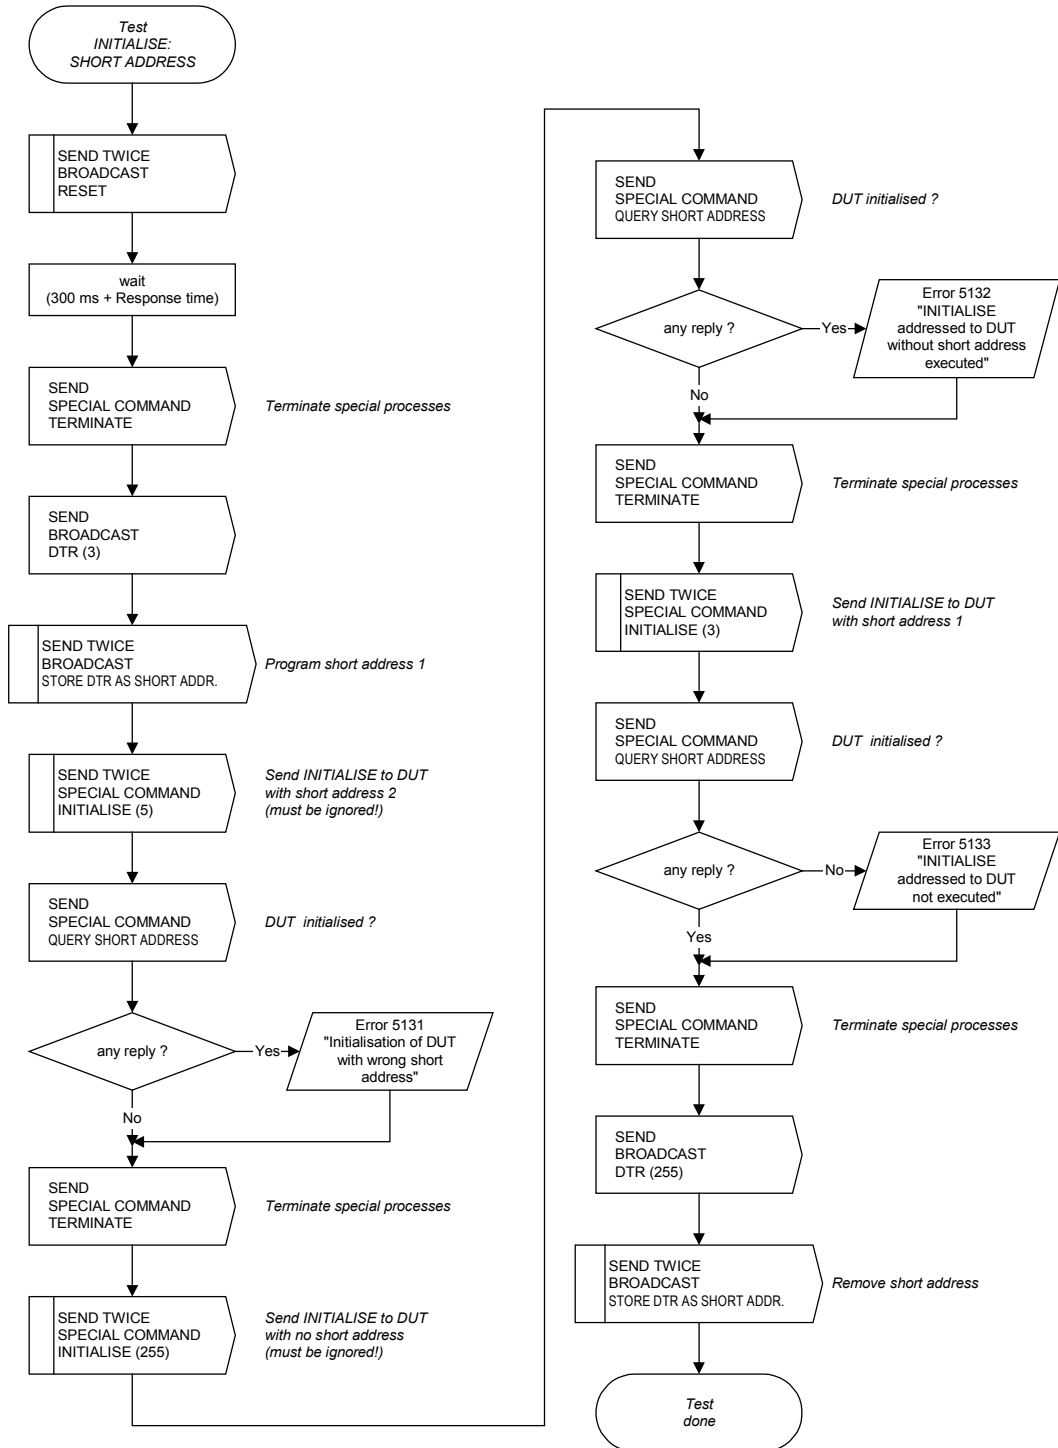 Test
INITIALISE:
SHORT ADDRESS
SEND TWICE
BROADCAST
RESET
wait
(300 ms + Response time)
SEND
SPECIAL COMMAND
TERMINATE
Terminate special processes
SEND
BROADCAST
DTR (3)
SEND TWICE
BROADCAST
STORE DTR AS SHORT ADDR.
Program short address 1
SEND TWICE
SPECIAL COMMAND
INITIALISE (5)
Send INITIALISE to DUT
with short address 2
(must be ignored!)
SEND
SPECIAL COMMAND
QUERY SHORT ADDRESS
DUT initialised ?
any reply ?
Yes
Error 5131
"Initialisation of DUT
with wrong short
address"
No
SEND
SPECIAL COMMAND
TERMINATE
Terminate special processes
SEND TWICE
SPECIAL COMMAND
INITIALISE (255)
Send INITIALISE to DUT
with no short address
(must be ignored!)
SEND
SPECIAL COMMAND
QUERY SHORT ADDRESS
DUT initialised ?
any reply ?
Yes
Error 5132
"INITIALISE
addressed to DUT
without short address
executed"
No
SEND
SPECIAL COMMAND
TERMINATE
Terminate special processes
SEND TWICE
SPECIAL COMMAND
INITIALISE (3)
Send INITIALISE to DUT
with short address 1
SEND
SPECIAL COMMAND
QUERY SHORT ADDRESS
DUT initialised ?
any reply ?
No
Error 5133
"INITIALISE
addressed to DUT
not executed"
Yes
SEND
SPECIAL COMMAND
TERMINATE
Terminate special processes
SEND
BROADCAST
DTR (255)
SEND TWICE
BROADCAST
STORE DTR AS SHORT ADDR.
Remove short address
Test
done